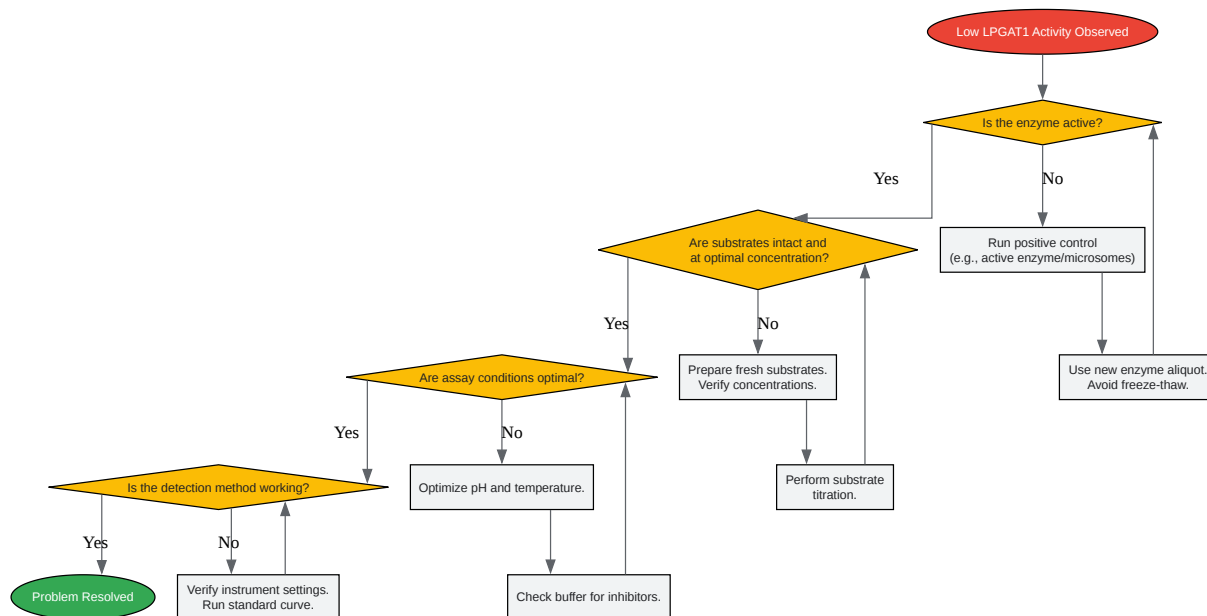 Low LPGAT1 Activity Observed
Is the enzyme active?
Yes
No
Run positive control
(e.g., active enzyme/microsomes)
Use new enzyme aliquot.
Avoid freeze-thaw.
Are substrates intact and
at optimal concentration?
Yes
No
Prepare fresh substrates.
Verify concentrations.
Perform substrate
titration.
Are assay conditions optimal?
Yes
No
Optimize pH and temperature.
Check buffer for inhibitors.
Is the detection method working?
Yes
No
Verify instrument settings.
Run standard curve.
Problem Resolved